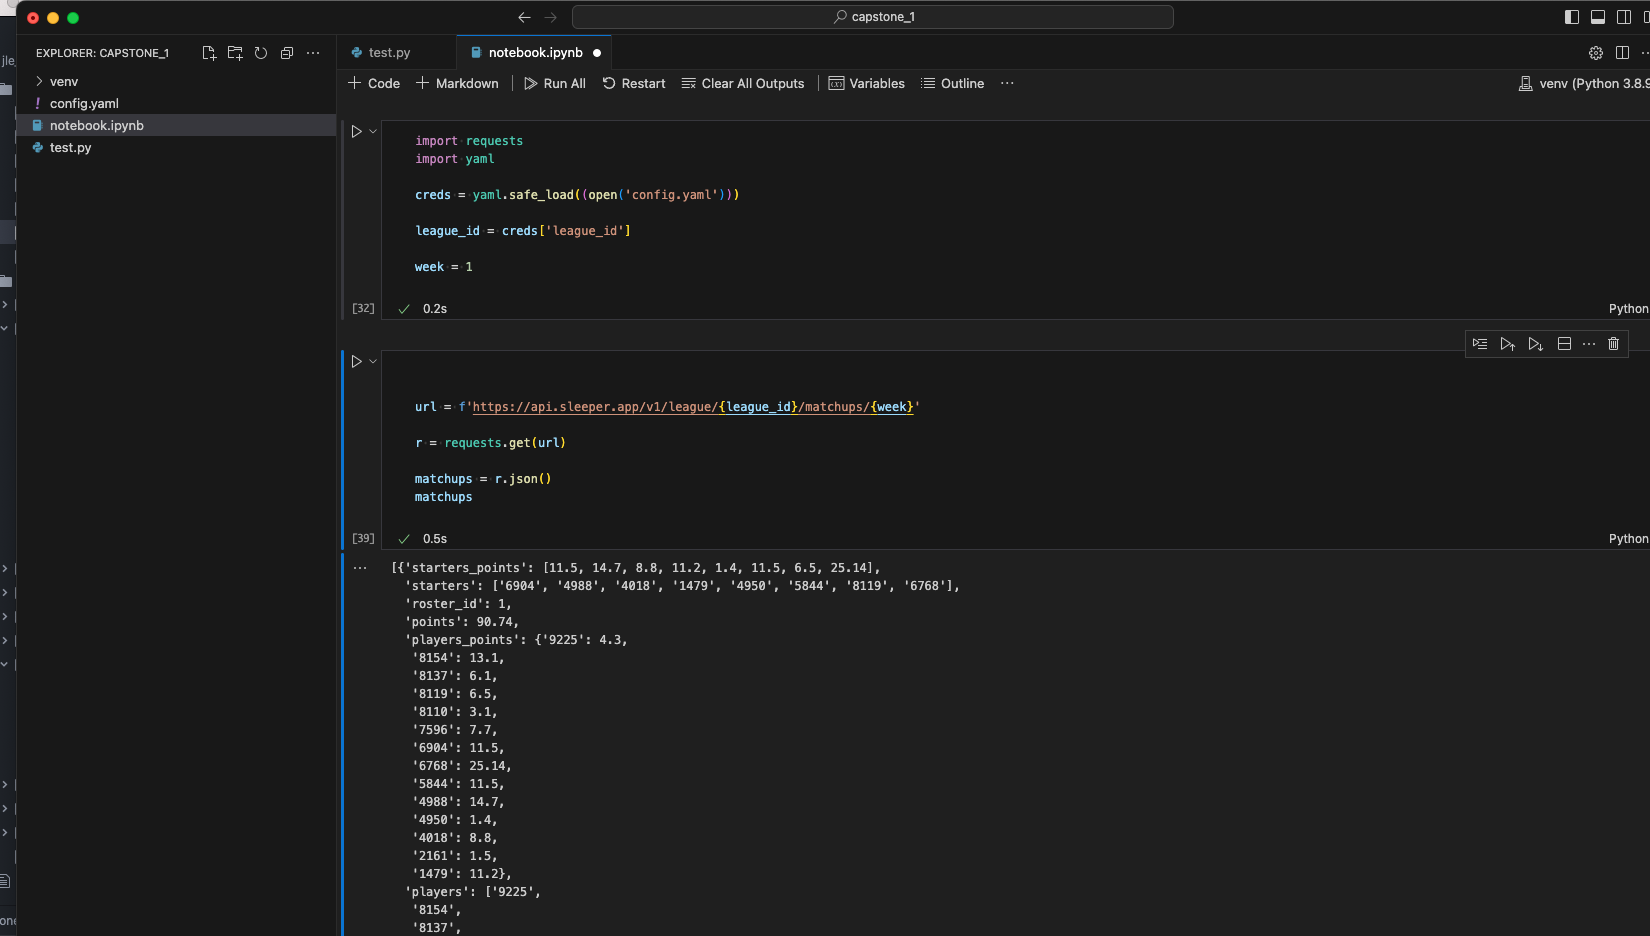 capstone_1
EXPLORER: CAPSTONE_1
venv
config.yaml
notebook.ipynb
test.py
test.py
notebook.ipynb
Code
Markdown
Run All
Restart
Clear All Outputs
Variables
Outline
venv (Python 3.8.9
import requests
import yaml
creds = yaml.safe_load((open('config.yaml')))
league_id = creds['league_id']
week = 1
[32]
0.2s
Python
url = f'https://api.sleeper.app/v1/league/{league_id}/matchups/{week}'
r = requests.get(url)
matchups = r.json()
matchups
[39]
0.5s
Python
[{'starters_points': [11.5, 14.7, 8.8, 11.2, 1.4, 11.5, 6.5, 25.14],
'starters': ['6904', '4988', '4018', '1479', '4950', '5844', '8119', '6768'],
'roster_id': 1,
'points': 90.74,
'players_points': {'9225': 4.3,
'8154': 13.1,
'8137': 6.1,
'8119': 6.5,
'8110': 3.1,
'7596': 7.7,
'6904': 11.5,
'6768': 25.14,
'5844': 11.5,
'4988': 14.7,
'4950': 1.4,
'4018': 8.8,
'2161': 1.5,
'1479': 11.2},
'players': ['9225',
'8154',
'8137',